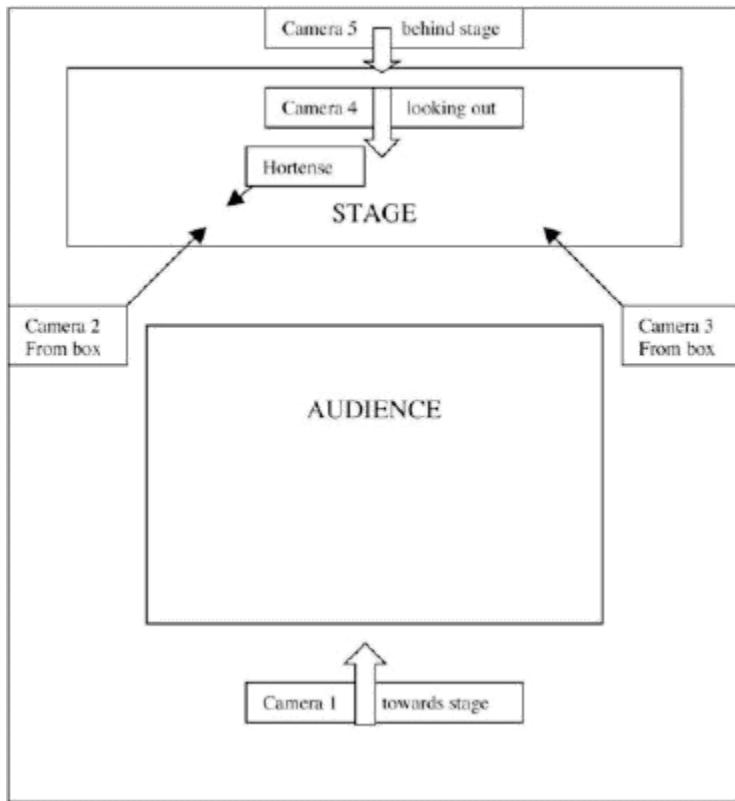 Camera 5 behind stage
Camera 4 looking out
Hortense
STAGE
Camera 2
From box
Camera 3
From box
AUDIENCE
Camera 1 towards stage